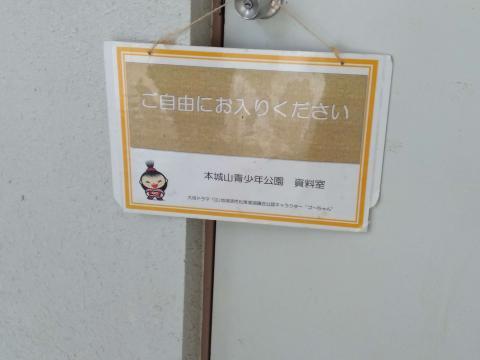 ご自由にお入りください
本城山青少年公園 資料室